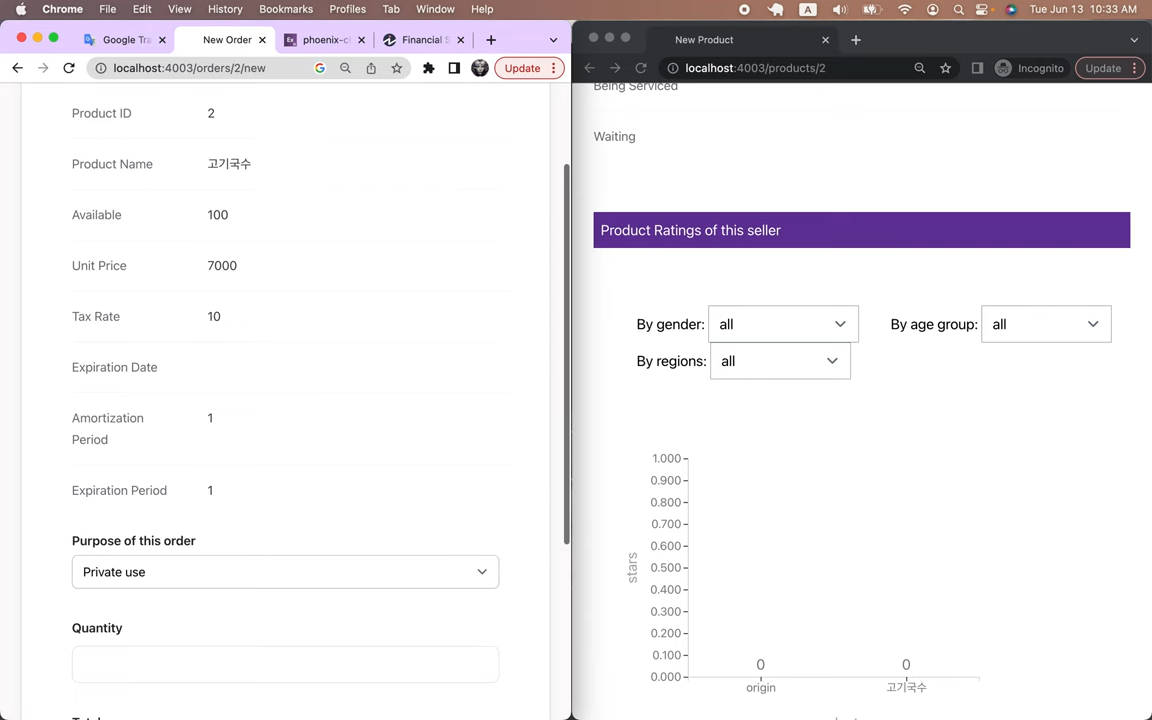 Chrome File Edit View History Bookmarks Profiles Tab Window Help
A Tue Jun 13 10:33 AM
Google Tra New Order phoenix-cl Financial S
localhost:4003/orders/2/new Update
Product ID 2
Product Name 고기국수
Available 100
Unit Price 7000
Tax Rate 10
Expiration Date
Amortization
Period
1
Expiration Period 1
Purpose of this order
Private use
Quantity
New Product
localhost:4003/products/2 Incognito Update
Being Serviced
Waiting
Product Ratings of this seller
By gender: all By age group: all
By regions: all
1.000
0.900
0.800
0.700
0.600
0.500
0.400
0.300
0.200
0.100
0.000
stars
0 0
origin 고기국수